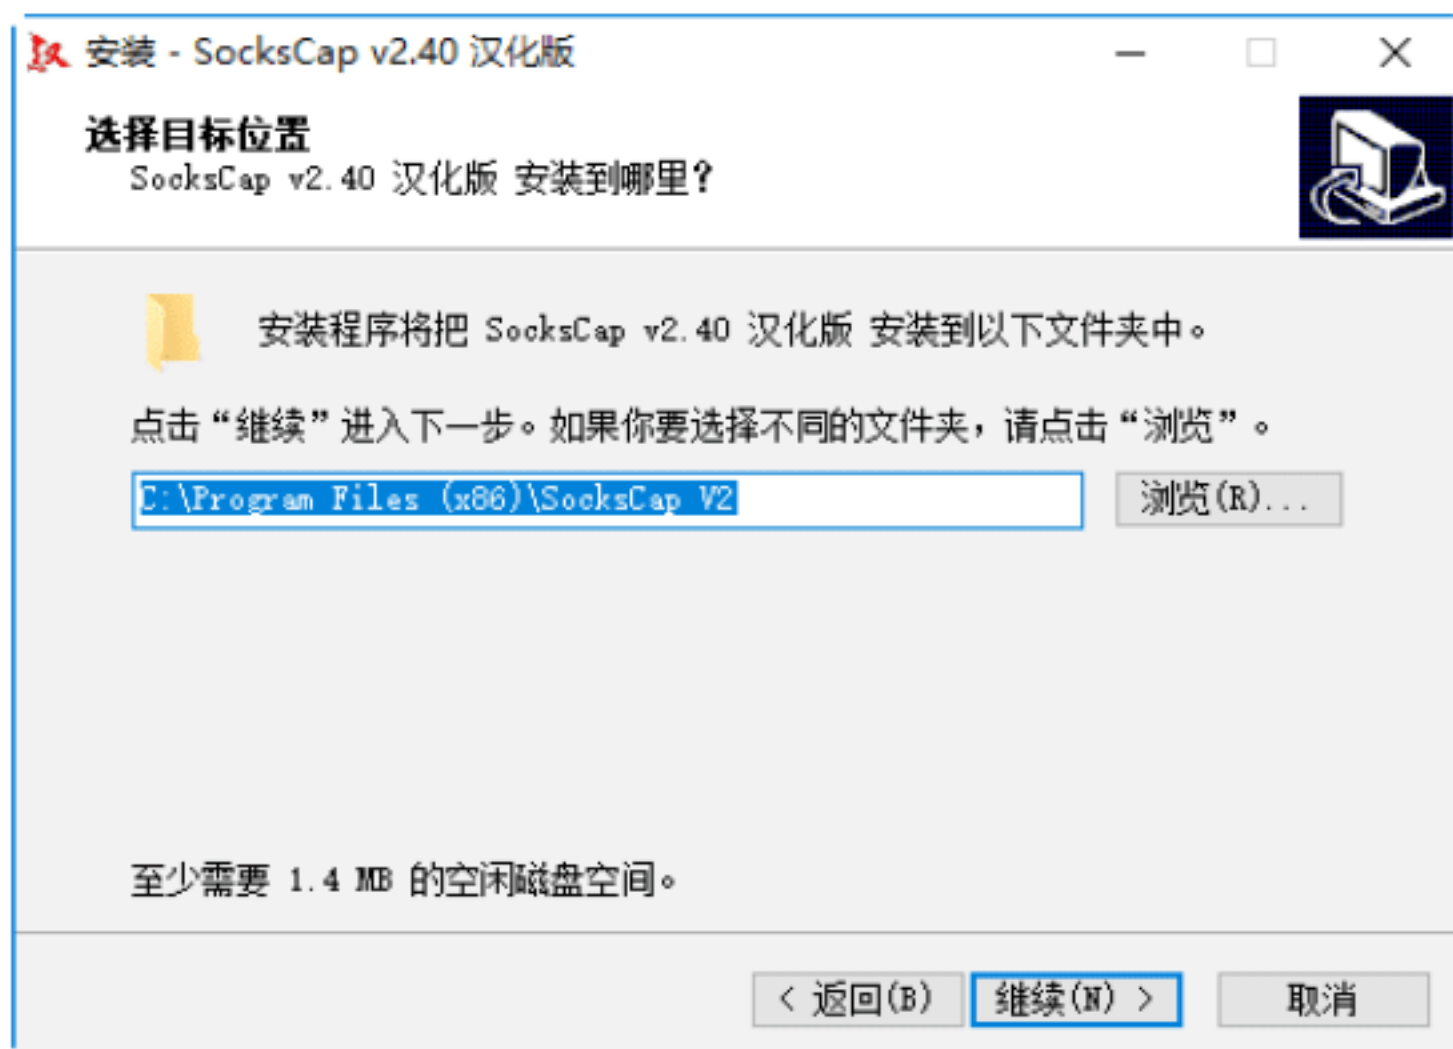 安装 - SocksCap v2.40 汉化版
选择目标位置
SocksCap v2.40 汉化版 安装到哪里？
安装程序将把 SocksCap v2.40 汉化版 安装到以下文件夹中。
点击“继续”进入下一步。如果你要选择不同的文件夹，请点击“浏览”。
C:\Program Files (x86)\SocksCap V2
浏览(R)...
至少需要 1.4 MB 的空闲磁盘空间。
< 返回(B)
继续(N) >
取消